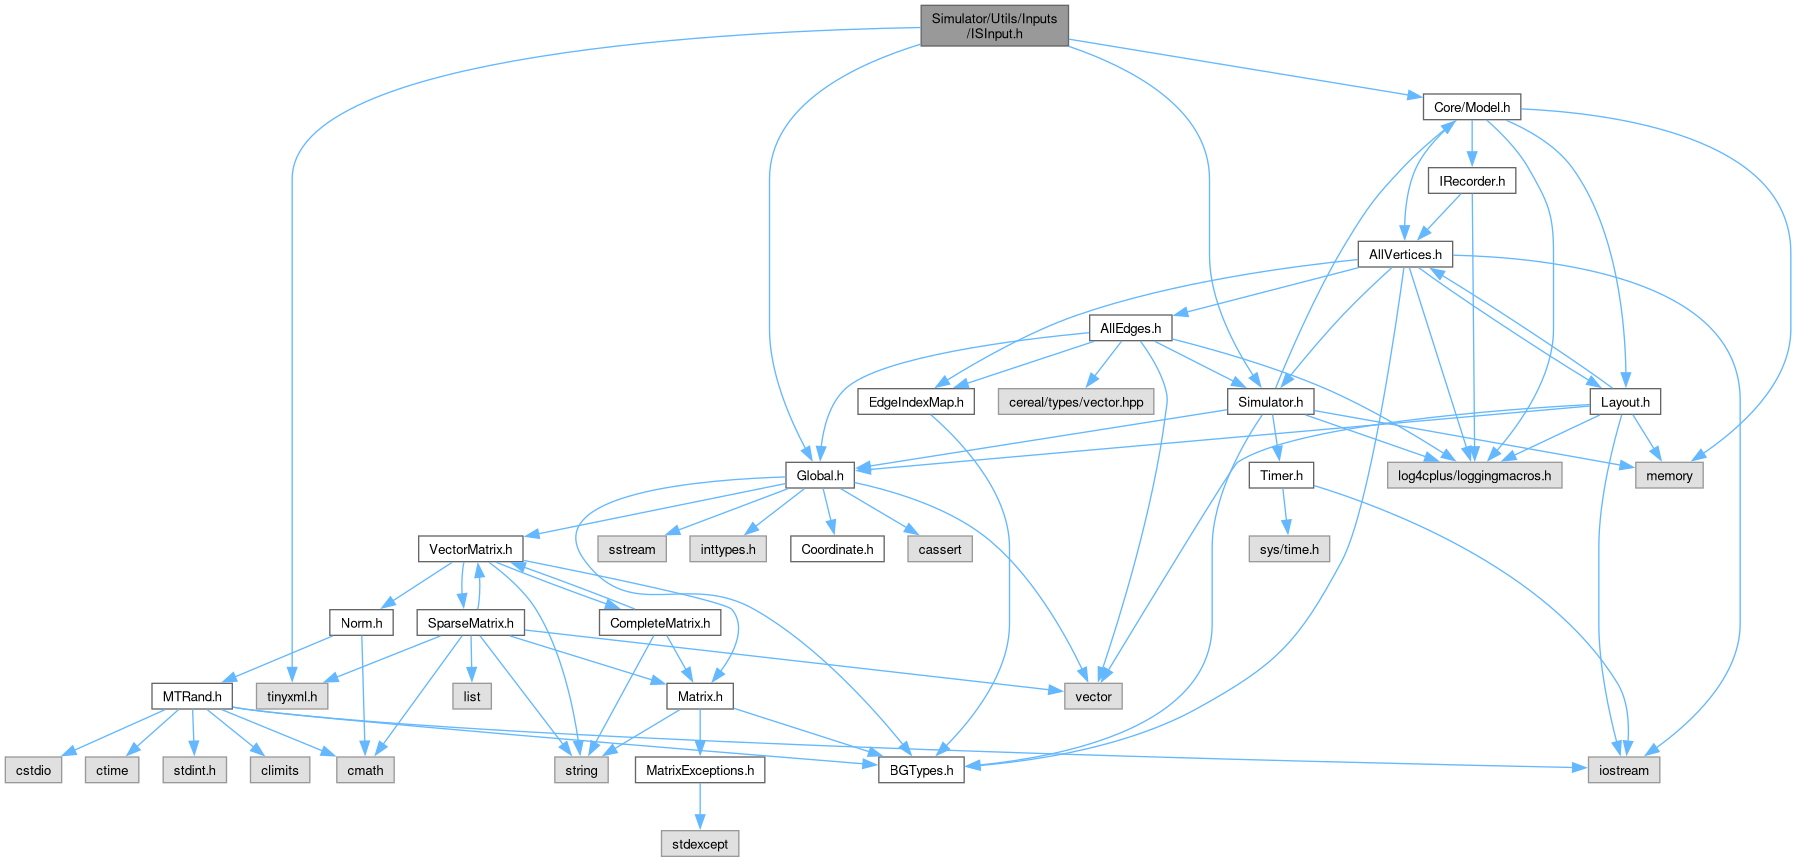 Simulator/Utils/Inputs
/ISInput.h
Core/Model.h
IRecorder.h
AllVertices.h
AllEdges.h
EdgeIndexMap.h
cereal/types/vector.hpp
Simulator.h
Layout.h
Global.h
Timer.h
log4cplus/loggingmacros.h
memory
VectorMatrix.h
sstream
inttypes.h
Coordinate.h
cassert
sys/time.h
Norm.h
SparseMatrix.h
CompleteMatrix.h
MTRand.h
tinyxml.h
list
Matrix.h
vector
cstdio
ctime
stdint.h
climits
cmath
string
MatrixExceptions.h
BGTypes.h
iostream
stdexcept